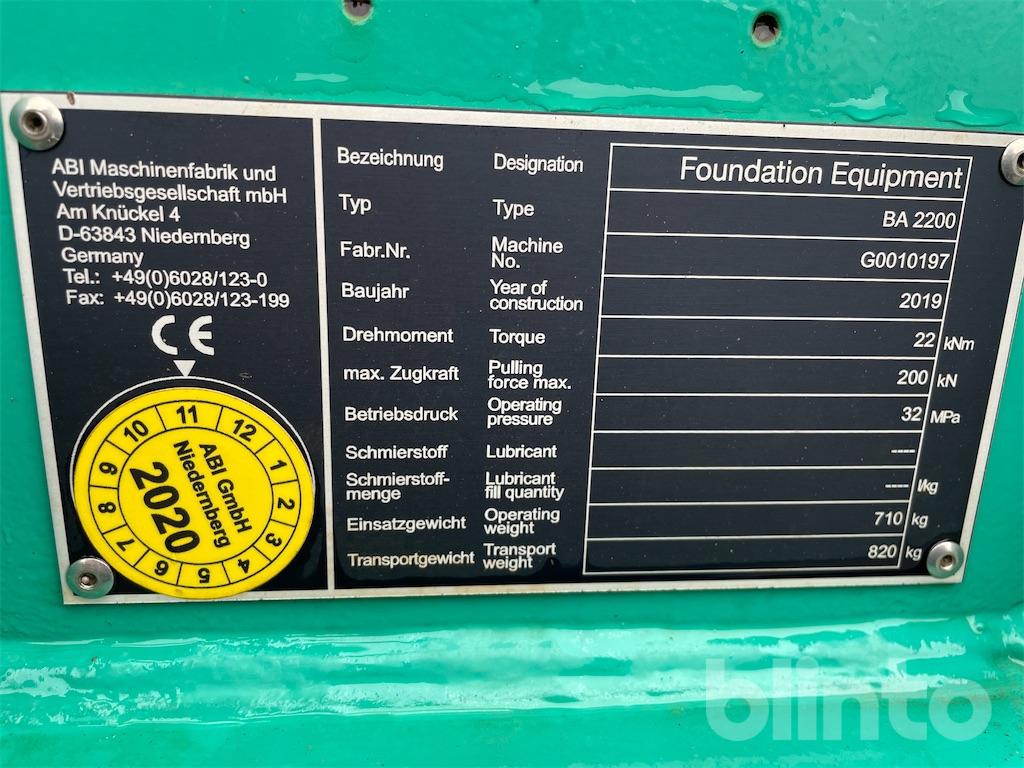 ABI Maschinenfabrik und
Vertriebsgesellschaft mbH
Am Knückel 4
D-63843 Niedernberg
Germany
Tel.: +49(0)6028/123-0
Fax: +49(0)6028/123-199
CE
1 2 3 4 5 6 7 8 9 10 11 12
ABI GmbH
Niedernberg
2020
Bezeichnung Designation Foundation Equipment
Typ Type BA 2200
Fabr.Nr. Machine No. G0010197
Baujahr Year of construction 2019
Drehmoment Torque 22 kNm
max. Zugkraft Pulling force max. 200 kN
Betriebsdruck Operating pressure 32 MPa
Schmierstoff Lubricant ----
Schmierstoff-menge Lubricant fill quantity ---- l/kg
Einsatzgewicht Operating weight 710 kg
Transportgewicht Transport weight 820 kg
blinto™